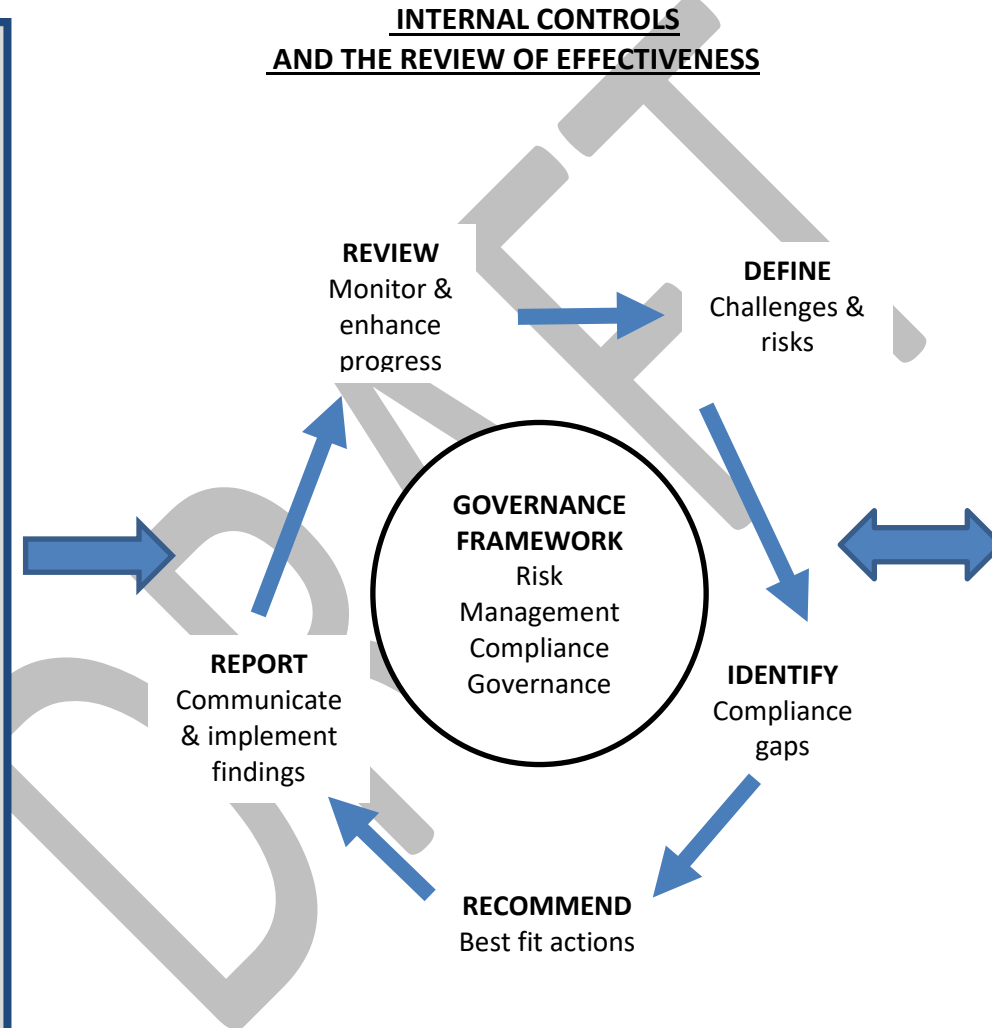 INTERNAL CONTROLS
AND THE REVIEW OF EFFECTIVENESS
REVIEW
Monitor &
enhance
progress
DEFINE
Challenges &
risks
GOVERNANCE
FRAMEWORK
Risk
Management
Compliance
Governance
REPORT
Communicate
& implement
findings
IDENTIFY
Compliance
gaps
RECOMMEND
Best fit actions
DRAFT